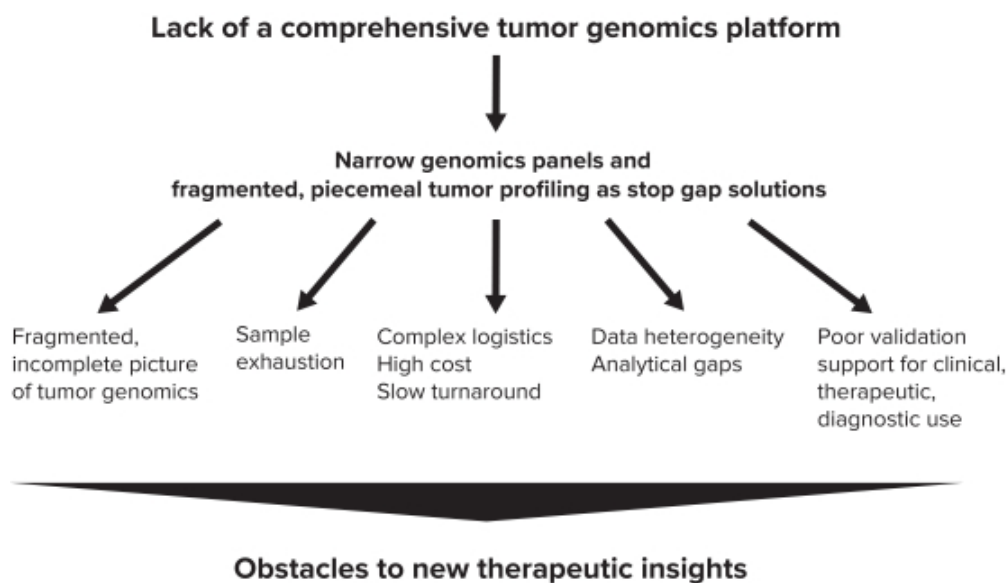 Lack of a comprehensive tumor genomics platform
Narrow genomics panels and
fragmented, piecemeal tumor profiling as stop gap solutions
Fragmented,
incomplete picture
of tumor genomics
Sample
exhaustion
Complex logistics
High cost
Slow turnaround
Data heterogeneity
Analytical gaps
Poor validation
support for clinical,
therapeutic,
diagnostic use
Obstacles to new therapeutic insights